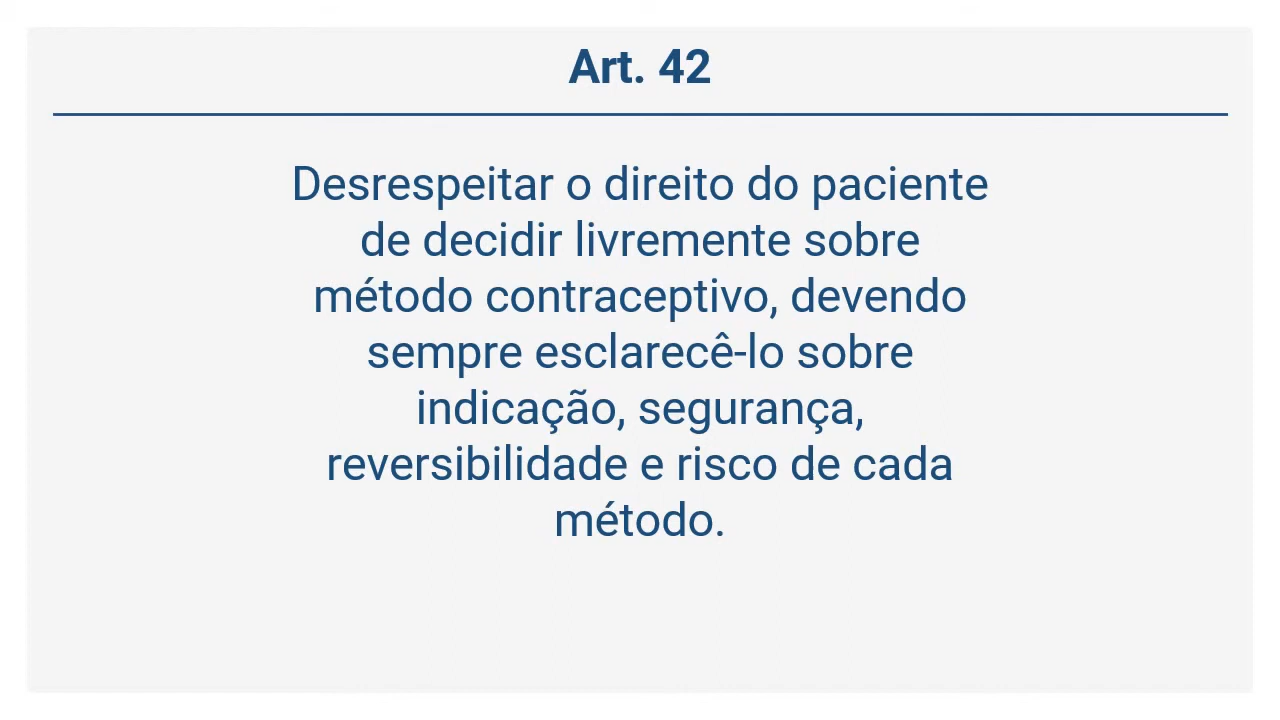 Art. 42
Desrespeitar o direito do paciente
de decidir livremente sobre
método contraceptivo, devendo
sempre esclarecê-lo sobre
indicação, segurança,
reversibilidade e risco de cada
método.